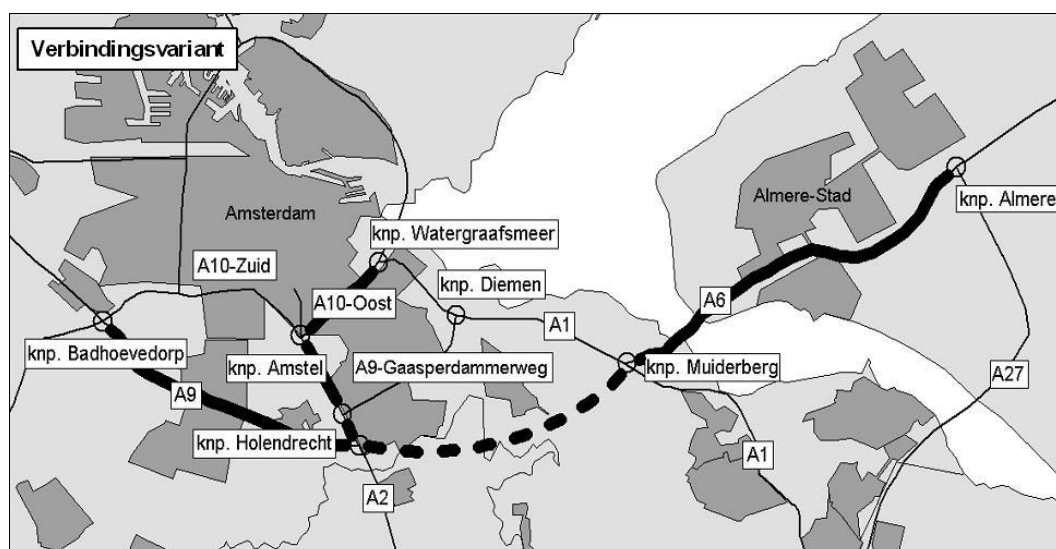 Verbindingsvariant
Almere-Stad
knp. Almere
Amsterdam
knp. Watergraafsmeer
A10-Zuid
knp. Diemen
A10-Oost
A6
A1
knp. Badhoevedorp
knp. Amstel
A9-Gaasperdammerweg
knp. Muiderberg
A27
A9
knp. Holendrecht
A1
A2